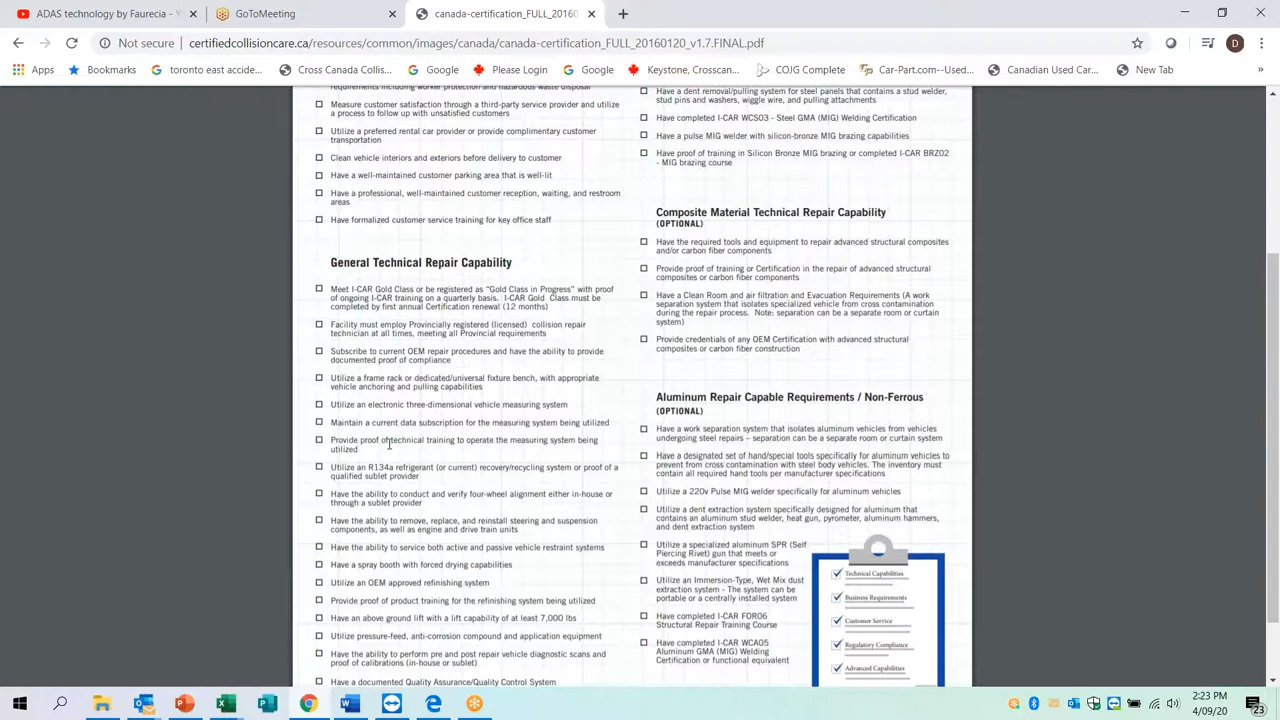 ADAS technology by Faurecia - V
GoToMeeting
canada-certification_FULL_20160
Not secure
certifiedcollisioncare.ca/resources/common/images/canada/canada-certification_FULL_20160120_v1.7.FINAL.pdf
D
Apps
Bookmarks
toronto east accide...
Cross Canada Collis...
Google
Please Login
Google
Keystone, Crosscan...
COJG Complete
Car-Part.com--Used...
Canadian Used Car...
New Tab
»
requirements including worker protection and hazardous waste disposal
Measure customer satisfaction through a third-party service provider and utilize
a process to follow up with unsatisfied customers
Utilize a preferred rental car provider or provide complimentary customer
transportation
Clean vehicle interiors and exteriors before delivery to customer
Have a well-maintained customer parking area that is well-lit
Have a professional, well-maintained customer reception, waiting, and restroom
areas
Have formalized customer service training for key office staff
General Technical Repair Capability
Meet I-CAR Gold Class or be registered as “Gold Class in Progress” with proof
of ongoing I-CAR training on a quarterly basis. I-CAR Gold Class must be
completed by first annual Certification renewal (12 months)
Facility must employ Provincially registered (licensed) collision repair
technician at all times, meeting all Provincial requirements
Subscribe to current OEM repair procedures and have the ability to provide
documented proof of compliance
Utilize a frame rack or dedicated/universal fixture bench, with appropriate
vehicle anchoring and pulling capabilities
Utilize an electronic three-dimensional vehicle measuring system
Maintain a current data subscription for the measuring system being utilized
Provide proof of technical training to operate the measuring system being
utilized
Utilize an R134a refrigerant (or current) recovery/recycling system or proof of a
qualified sublet provider
Have the ability to conduct and verify four-wheel alignment either in-house or
through a sublet provider
Have the ability to remove, replace, and reinstall steering and suspension
components, as well as engine and drive train units
Have the ability to service both active and passive vehicle restraint systems
Have a spray booth with forced drying capabilities
Utilize an OEM approved refinishing system
Provide proof of product training for the refinishing system being utilized
Have an above ground lift with a lift capability of at least 7,000 lbs
Utilize pressure-feed, anti-corrosion compound and application equipment
Have the ability to perform pre and post repair vehicle diagnostic scans and
proof of calibrations (in-house or sublet)
Have a documented Quality Assurance/Quality Control System
Have a dent removal/pulling system for steel panels that contains a stud welder,
stud pins and washers, wiggle wire, and pulling attachments
Have completed I-CAR WCS03 - Steel GMA (MIG) Welding Certification
Have a pulse MIG welder with silicon-bronze MIG brazing capabilities
Have proof of training in Silicon Bronze MIG brazing or completed I-CAR BRZ02
- MIG brazing course
Composite Material Technical Repair Capability
(OPTIONAL)
Have the required tools and equipment to repair advanced structural composites
and/or carbon fiber components
Provide proof of training or Certification in the repair of advanced structural
composites or carbon fiber components
Have a Clean Room and air filtration and Evacuation Requirements (A work
separation system that isolates specialized vehicle from cross contamination
during the repair process. Note: separation can be a separate room or curtain
system)
Provide credentials of any OEM Certification with advanced structural
composites or carbon fiber construction
Aluminum Repair Capable Requirements / Non-Ferrous
(OPTIONAL)
Have a work separation system that isolates aluminum vehicles from vehicles
undergoing steel repairs – separation can be a separate room or curtain system
Have a designated set of hand/special tools specifically for aluminum vehicles to
prevent from cross contamination with steel body vehicles. The inventory must
contain all required hand tools per manufacturer specifications
Utilize a 220v Pulse MIG welder specifically for aluminum vehicles
Utilize a dent extraction system specifically designed for aluminum that
contains an aluminum stud welder, heat gun, pyrometer, aluminum hammers,
and dent extraction system
Utilize a specialized aluminum SPR (Self
Piercing Rivet) gun that meets or
exceeds manufacturer specifications
Utilize an Immersion-Type, Wet Mix dust
extraction system - The system can be
portable or a centrally installed system
Have completed I-CAR FOR06
Structural Repair Training Course
Have completed I-CAR WCA05
Aluminum GMA (MIG) Welding
Certification or functional equivalent
Technical Capabilities
Business Requirements
Customer Service
Regulatory Compliance
Advanced Capabilities
2:23 PM
4/09/20
23